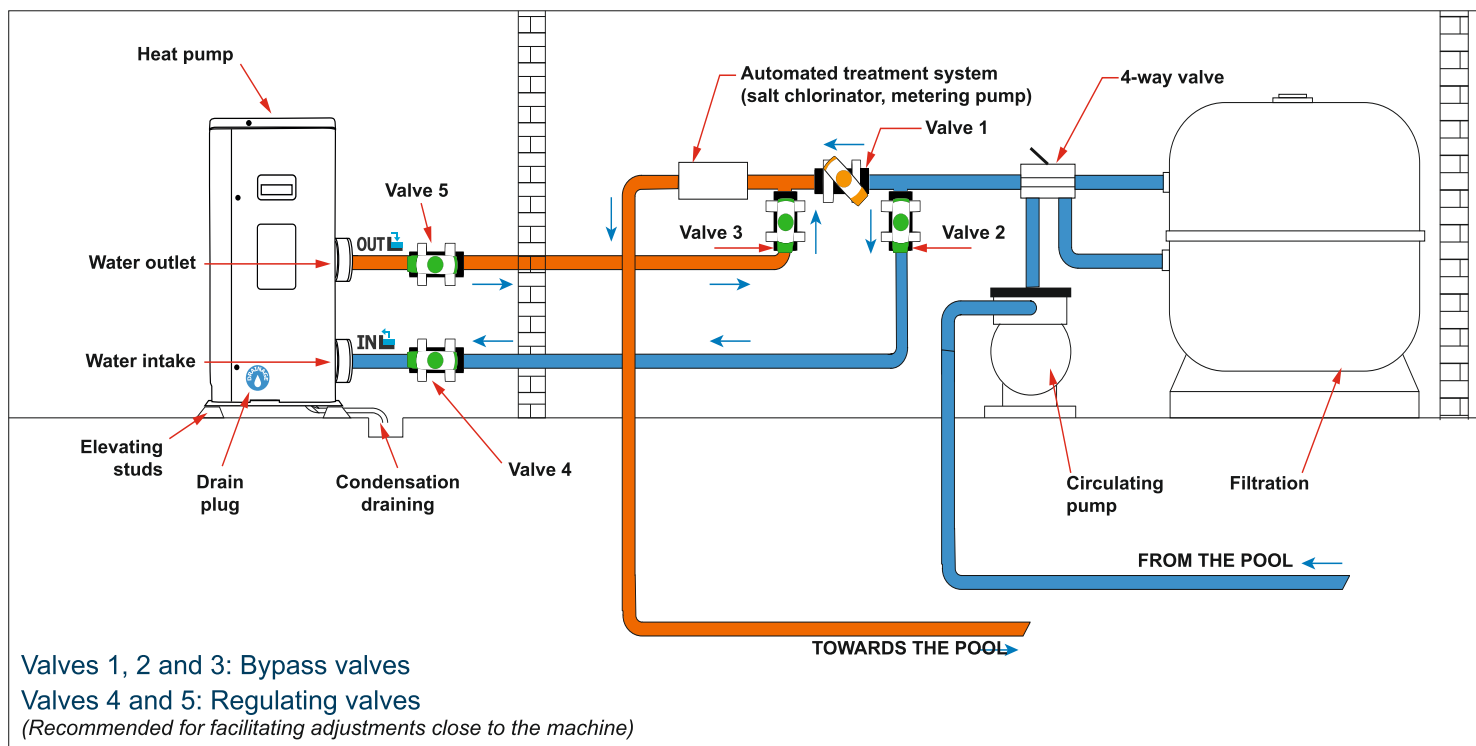 Heat pump
Automated treatment system
(salt chlorinator, metering pump)
4-way valve
Valve 1
Valve 5
Valve 3
Valve 2
OUT
Water outlet
IN
Water intake
DRAINAGE
Elevating
studs
Drain
plug
Condensation
draining
Valve 4
Circulating
pump
Filtration
FROM THE POOL
TOWARDS THE POOL
Valves 1, 2 and 3: Bypass valves
Valves 4 and 5: Regulating valves
(Recommended for facilitating adjustments close to the machine)